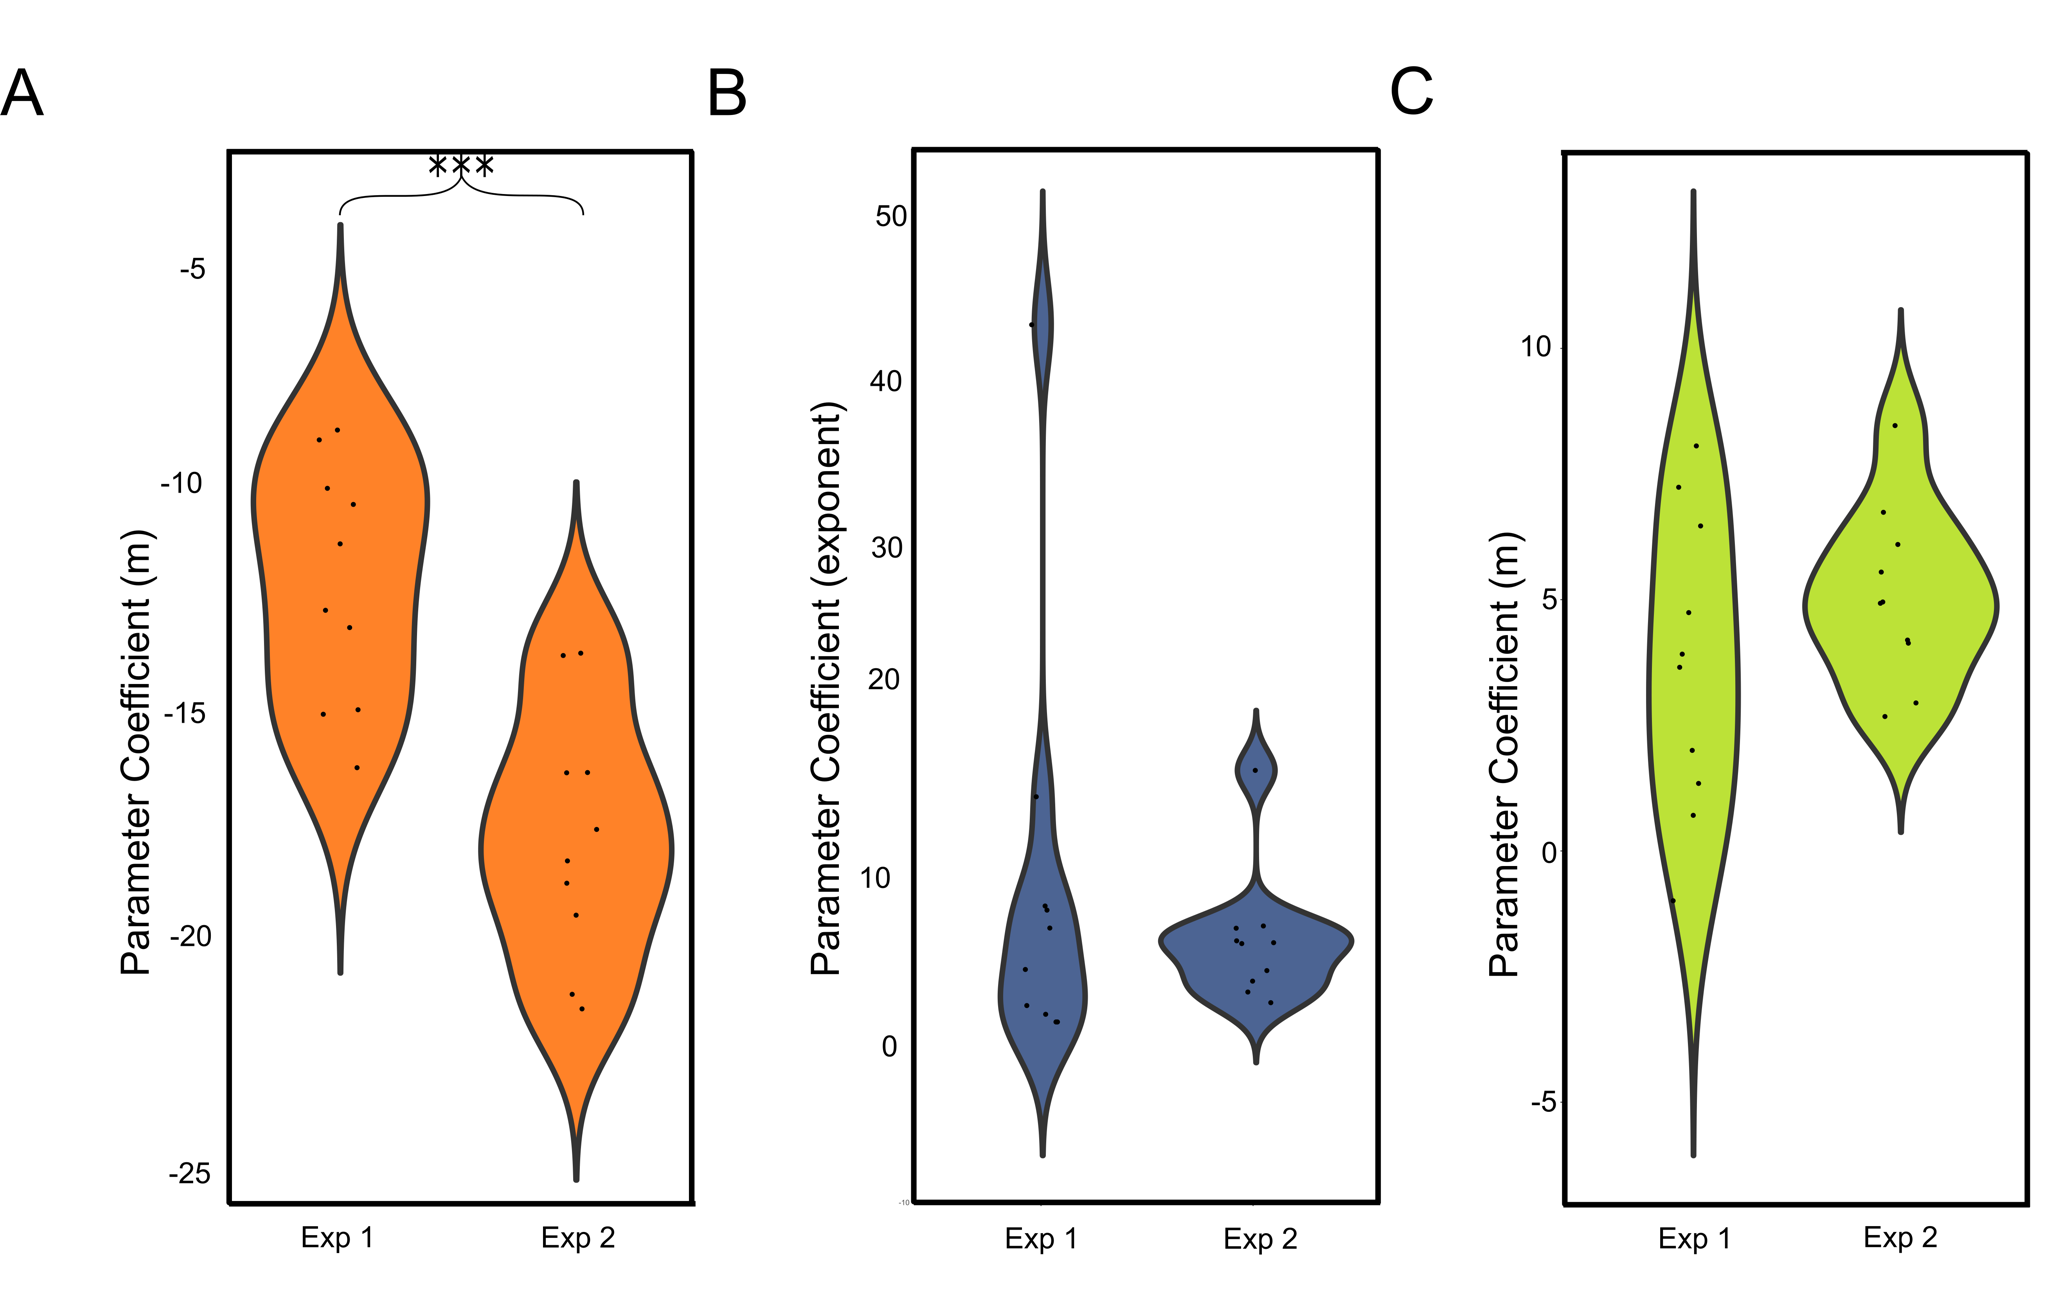 A
B
C
***
Parameter Coefficient (m)
-5
-10
-15
-20
-25
Exp 1
Exp 2
Parameter Coefficient (exponent)
50
40
30
20
10
0
-10
Exp 1
Exp 2
Parameter Coefficient (m)
10
5
0
-5
Exp 1
Exp 2